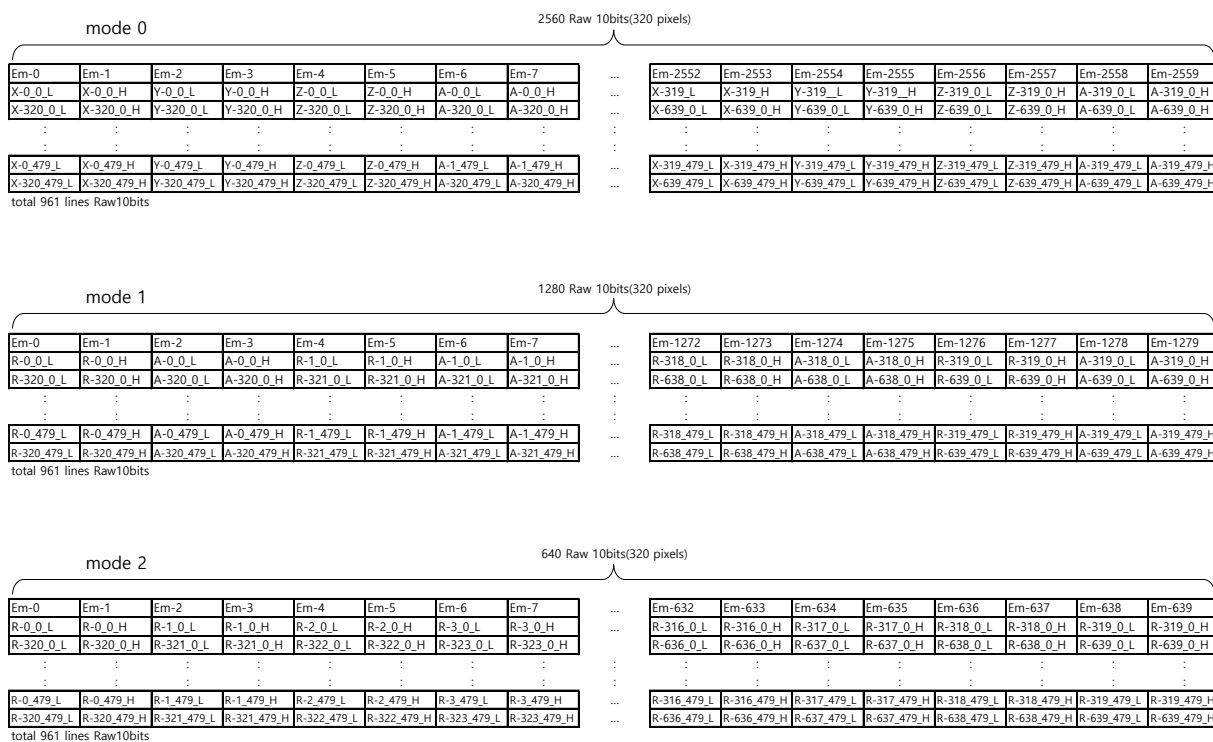 mode 0
2560 Raw 10bits(320 pixels)
Em-0 Em-1 Em-2 Em-3 Em-4 Em-5 Em-6 Em-7 ... Em-2552 Em-2553 Em-2554 Em-2555 Em-2556 Em-2557 Em-2558 Em-2559
X-0_0_L X-0_0_H Y-0_0_L Y-0_0_H Z-0_0_L Z-0_0_H A-0_0_L A-0_0_H ... X-319_L X-319_H Y-319__L Y-319__H Z-319_0_L Z-319_0_H A-319_0_L A-319_0_H
X-320_0_L X-320_0_H Y-320_0_L Y-320_0_H Z-320_0_L Z-320_0_H A-320_0_L A-320_0_H ... X-639_0_L X-639_0_H Y-639_0_L Y-639_0_H Z-639_0_L Z-639_0_H A-639_0_L A-639_0_H
: : : : : : : : : : : : : : : : :
: : : : : : : : : : : : : : : : :
X-0_479_L X-0_479_H Y-0_479_L Y-0_479_H Z-0_479_L Z-0_479_H A-1_479_L A-1_479_H ... X-319_479_L X-319_479_H Y-319_479_L Y-319_479_H Z-319_479_L Z-319_479_H A-319_479_L A-319_479_H
X-320_479_L X-320_479_H Y-320_479_L Y-320_479_H Z-320_479_L Z-320_479_H A-320_479_L A-320_479_H ... X-639_479_L X-639_479_H Y-639_479_L Y-639_479_H Z-639_479_L Z-639_479_H A-639_479_L A-639_479_H
total 961 lines Raw10bits
mode 1
1280 Raw 10bits(320 pixels)
Em-0 Em-1 Em-2 Em-3 Em-4 Em-5 Em-6 Em-7 ... Em-1272 Em-1273 Em-1274 Em-1275 Em-1276 Em-1277 Em-1278 Em-1279
R-0_0_L R-0_0_H A-0_0_L A-0_0_H R-1_0_L R-1_0_H A-1_0_L A-1_0_H ... R-318_0_L R-318_0_H A-318_0_L A-318_0_H R-319_0_L R-319_0_H A-319_0_L A-319_0_H
R-320_0_L R-320_0_H A-320_0_L A-320_0_H R-321_0_L R-321_0_H A-321_0_L A-321_0_H ... R-638_0_L R-638_0_H A-638_0_L A-638_0_H R-639_0_L R-639_0_H A-639_0_L A-639_0_H
: : : : : : : : : : : : : : : : :
: : : : : : : : : : : : : : : : :
R-0_479_L R-0_479_H A-0_479_L A-0_479_H R-1_479_L R-1_479_H A-1_479_L A-1_479_H ... R-318_479_L R-318_479_H A-318_479_L A-318_479_H R-319_479_L R-319_479_H A-319_479_L A-319_479_H
R-320_479_L R-320_479_H A-320_479_L A-320_479_H R-321_479_L R-321_479_H A-321_479_L A-321_479_H ... R-638_479_L R-638_479_H A-638_479_L A-638_479_H R-639_479_L R-639_479_H A-639_479_L A-639_479_H
total 961 lines Raw10bits
mode 2
640 Raw 10bits(320 pixels)
Em-0 Em-1 Em-2 Em-3 Em-4 Em-5 Em-6 Em-7 ... Em-632 Em-633 Em-634 Em-635 Em-636 Em-637 Em-638 Em-639
R-0_0_L R-0_0_H R-1_0_L R-1_0_H R-2_0_L R-2_0_H R-3_0_L R-3_0_H ... R-316_0_L R-316_0_H R-317_0_L R-317_0_H R-318_0_L R-318_0_H R-319_0_L R-319_0_H
R-320_0_L R-320_0_H R-321_0_L R-321_0_H R-322_0_L R-322_0_H R-323_0_L R-323_0_H ... R-636_0_L R-636_0_H R-637_0_L R-637_0_H R-638_0_L R-638_0_H R-639_0_L R-639_0_H
: : : : : : : : : : : : : : : : :
: : : : : : : : : : : : : : : : :
R-0_479_L R-0_479_H R-1_479_L R-1_479_H R-2_479_L R-2_479_H R-3_479_L R-3_479_H ... R-316_479_L R-316_479_H R-317_479_L R-317_479_H R-318_479_L R-318_479_H R-319_479_L R-319_479_H
R-320_479_L R-320_479_H R-321_479_L R-321_479_H R-322_479_L R-322_479_H R-323_479_L R-323_479_H ... R-636_479_L R-636_479_H R-637_479_L R-637_479_H R-638_479_L R-638_479_H R-639_479_L R-639_479_H
total 961 lines Raw10bits